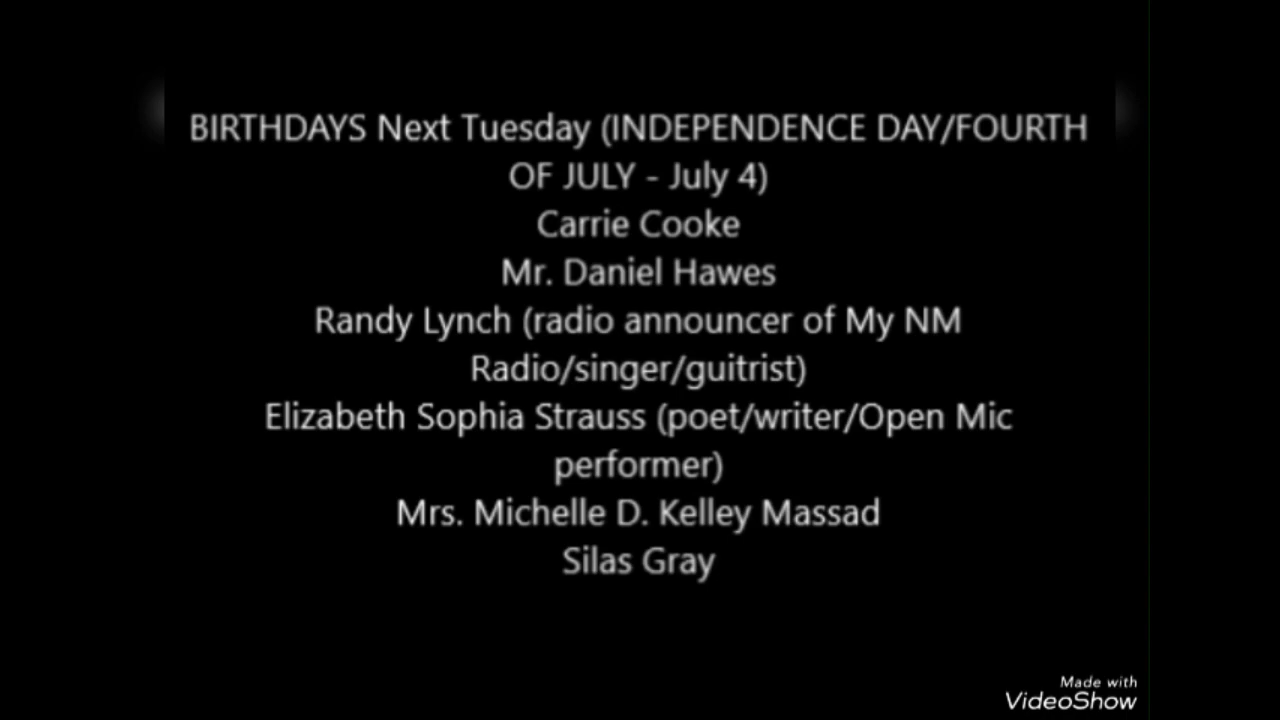 BIRTHDAYS Next Tuesday (INDEPENDENCE DAY/FOURTH
OF JULY - July 4)
Carrie Cooke
Mr. Daniel Hawes
Randy Lynch (radio announcer of My NM
Radio/singer/guitrist)
Elizabeth Sophia Strauss (poet/writer/Open Mic
performer)
Mrs. Michelle D. Kelley Massad
Silas Gray
Made with
VideoShow